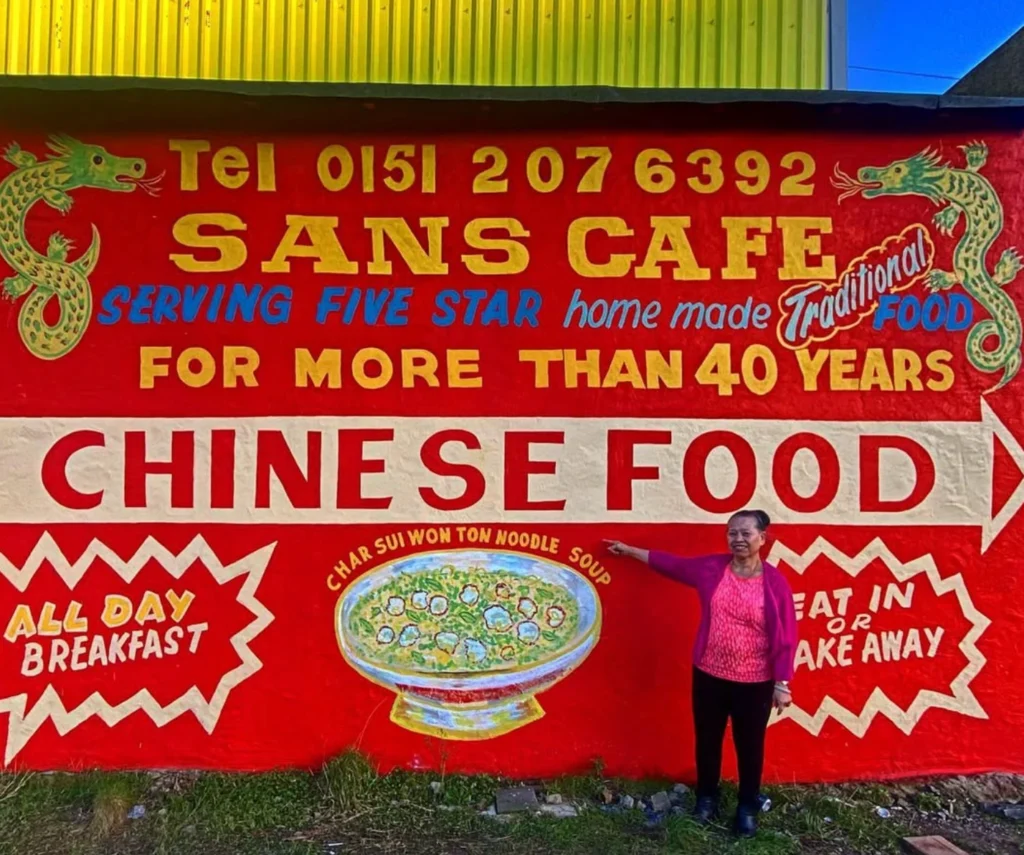 Tel 0151 207 6392
SANS CAFE
SERVING FIVE STAR home made Traditional FOOD
FOR MORE THAN 40 YEARS
CHINESE FOOD
CHAR SUI WON TON NOODLE SOUP
ALL DAY
BREAKFAST
EAT IN
OR
AKE AWAY